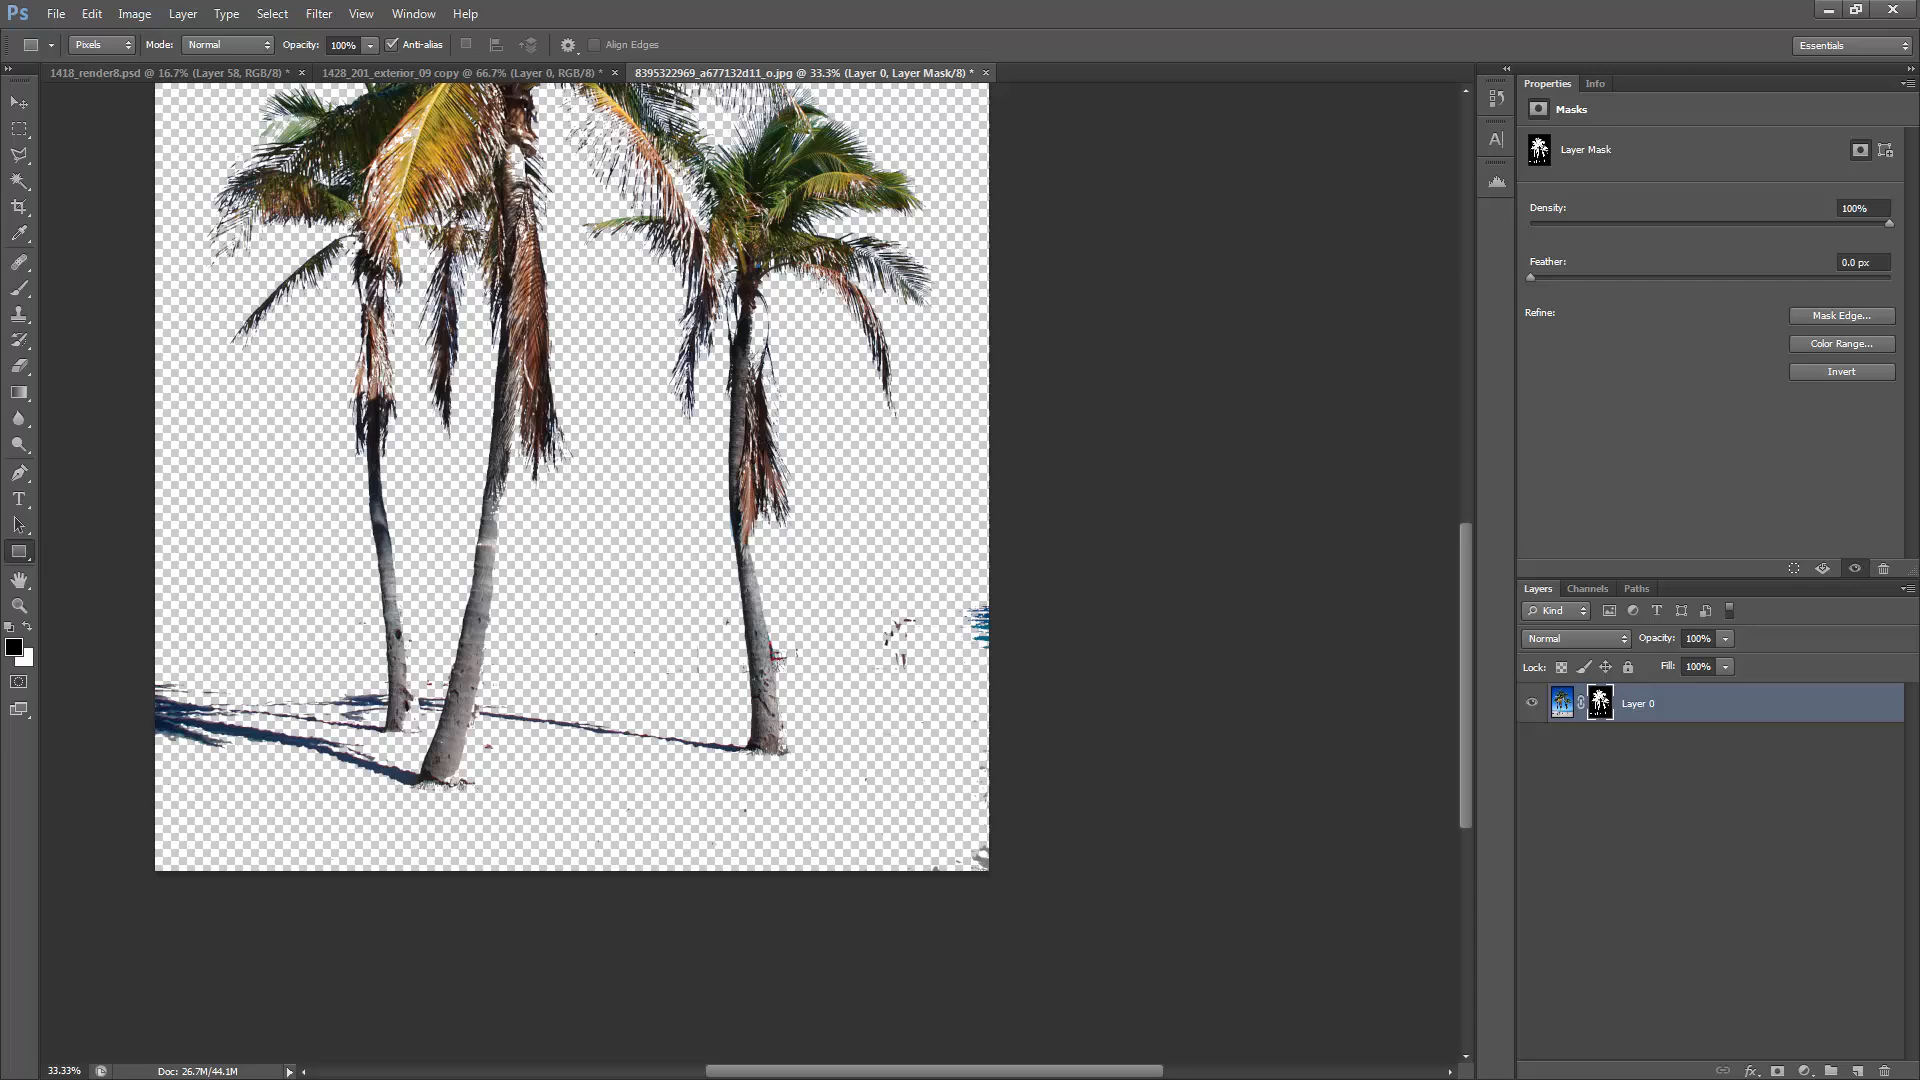 Ps File Edit Image Layer Type Select Filter View Window Help
Pixels Mode: Normal Opacity: 100% Anti-alias Align Edges Essentials
1418_render8.psd @ 16.7% (Layer 58, RGB/8) * × 1428_201_exterior_09 copy @ 66.7% (Layer 0, RGB/8) * × 8395322969_a677132d11_o.jpg @ 33.3% (Layer 0, Layer Mask/8) * ×
Properties Info
Masks
Layer Mask
Density: 100%
Feather: 0.0 px
Refine: Mask Edge...
Color Range...
Invert
Layers Channels Paths
Kind
Normal Opacity: 100%
Lock: Fill: 100%
Layer 0
33.33% Doc: 26.7M/44.1M